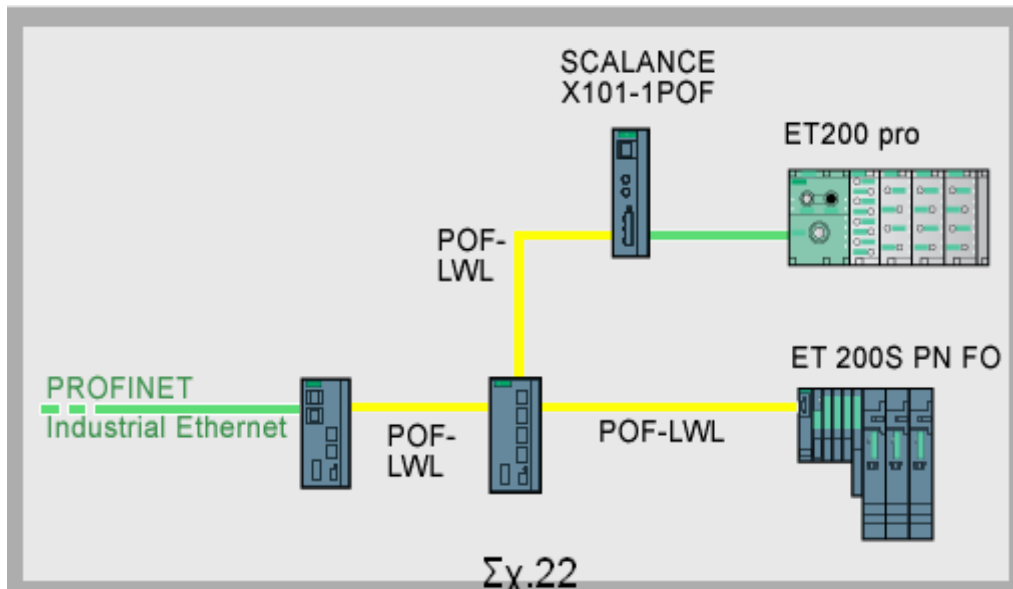 SCALANCE
X101-1POF
ET200 pro
POF-
LWL
ET 200S PN FO
PROFINET
Industrial Ethernet
POF-
LWL
POF-LWL
Σχ.22